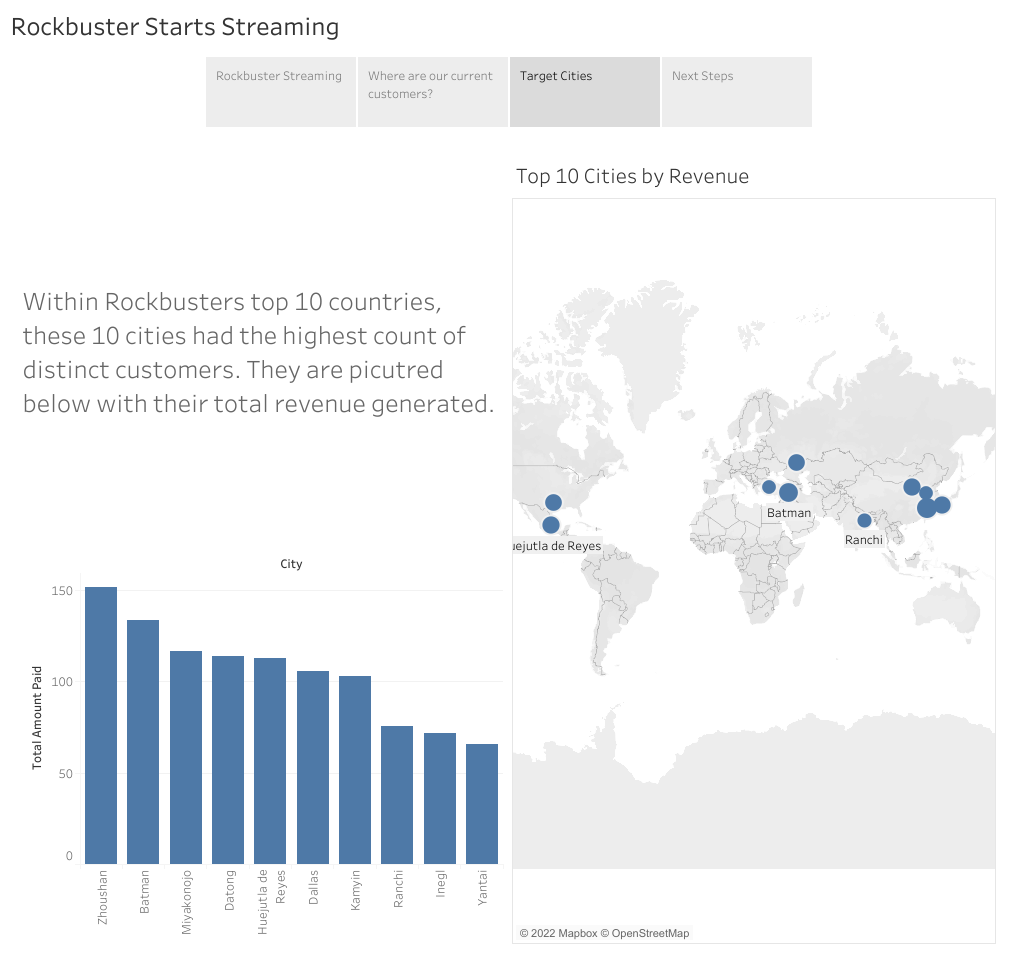 Rockbuster Starts Streaming
Rockbuster Streaming
Where are our current
customers?
Target Cities
Next Steps
Top 10 Cities by Revenue
Within Rockbusters top 10 countries,
these 10 cities had the highest count of
distinct customers. They are picutred
below with their total revenue generated.
Batman
Ranchi
uejutla de Reyes
City
Total Amount Paid
150
100
50
0
Zhoushan
Batman
Miyakonojo
Datong
Huejutla de
Reyes
Dallas
Kamyin
Ranchi
Inegl
Yantai
© 2022 Mapbox © OpenStreetMap